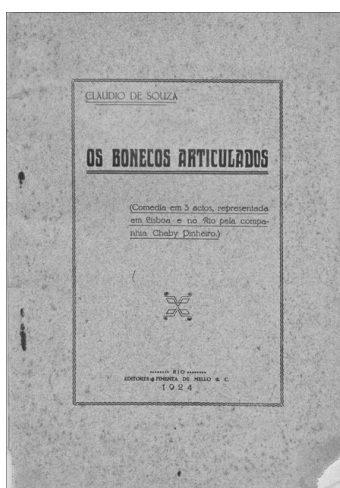 CLAUDIO DE SOUZA
OS BONECOS ARTICULADOS
(Comedia em 3 actos, representada
em Lisboa e no Rio pela compa-
nhia Chaby Pinheiro.)
RIO
EDITORES PIMENTA DE MELLO & C.
1924